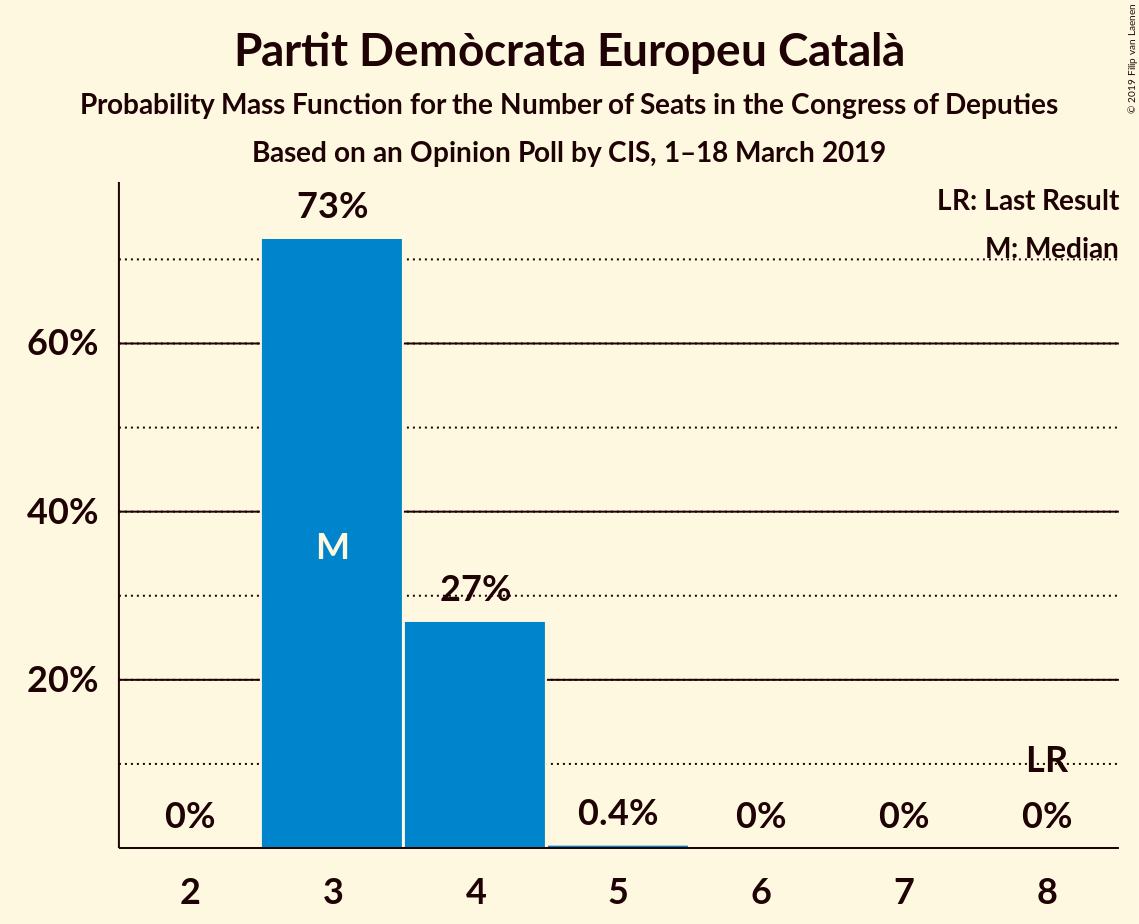 Partit Demòcrata Europeu Català
Probability Mass Function for the Number of Seats in the Congress of Deputies
Based on an Opinion Poll by CIS, 1–18 March 2019
© 2019 Filip van Laenen
LR: Last Result
M: Median
73%
60%
40%
M
27%
20%
LR
0%
0.4%
0%
0%
0%
2
3
4
5
6
7
8